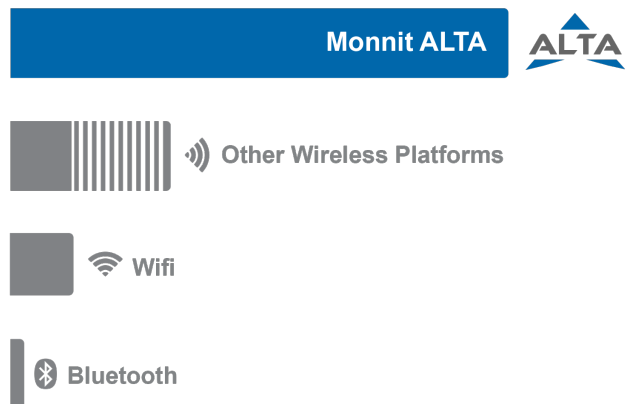 Monnit ALTA
ALTA
Other Wireless Platforms
Wifi
Bluetooth